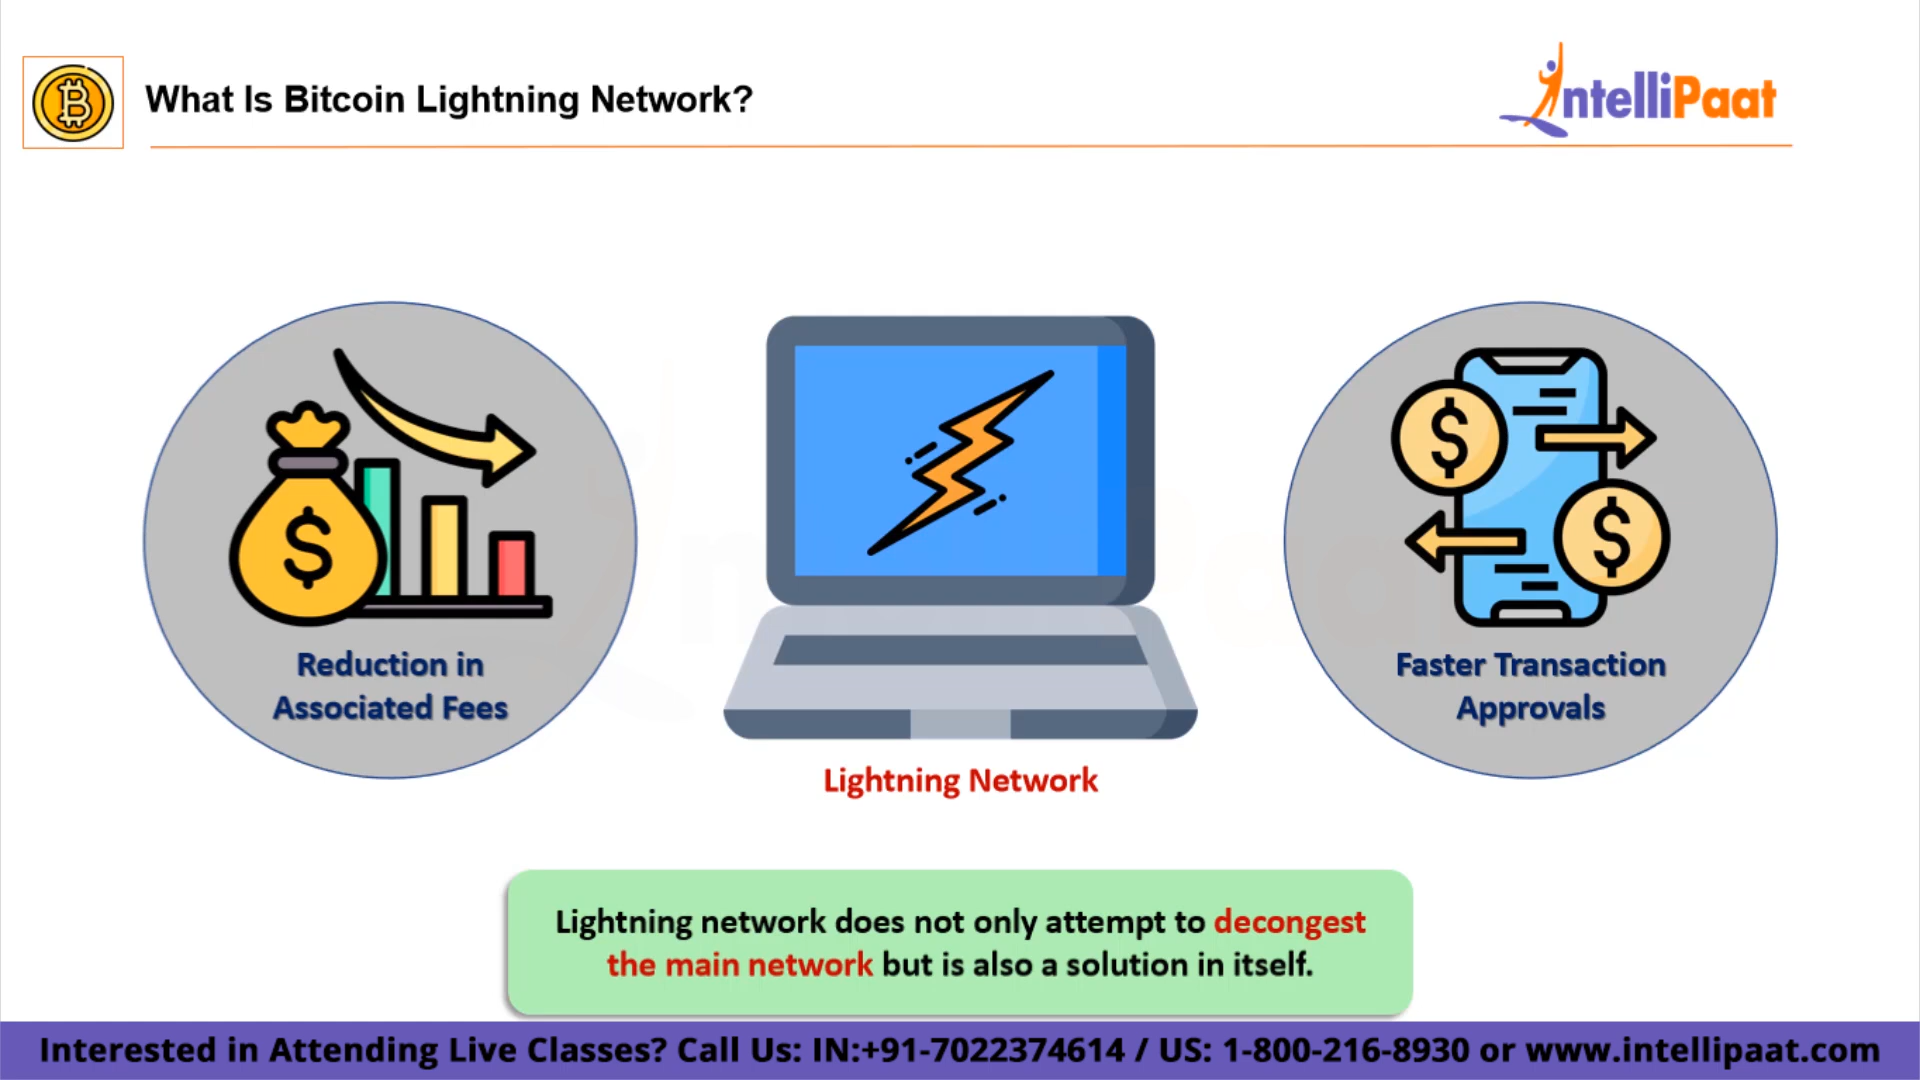 What Is Bitcoin Lightning Network?
IntelliPaat
Reduction in
Associated Fees
Lightning Network
Faster Transaction
Approvals
Lightning network does not only attempt to decongest
the main network but is also a solution in itself.
Interested in Attending Live Classes? Call Us: IN:+91-7022374614 / US: 1-800-216-8930 or www.intellipaat.com